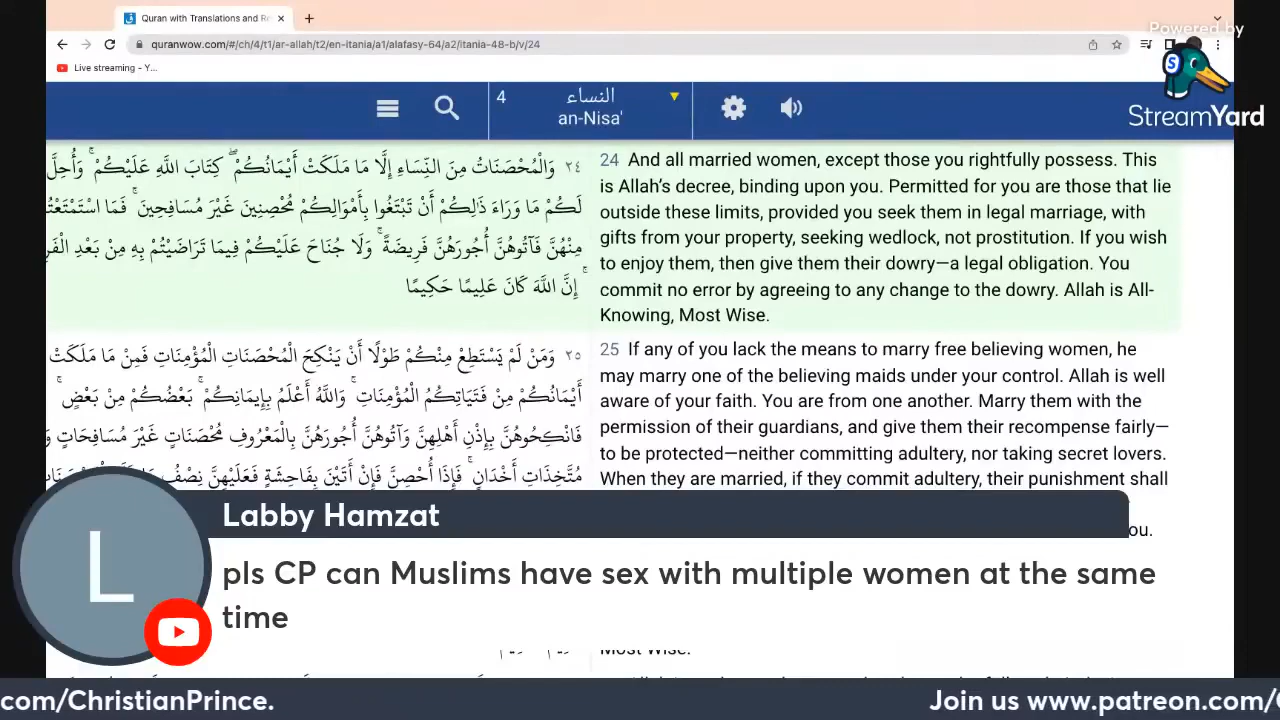 Quran with Translations and Re
Powered by
quranwow.com/#/ch/4/t1/ar-allah/t2/en-itania/a1/alafasy-64/a2/itania-48-b/v/24
Live streaming - Y...
S
StreamYard
4
النساء
an-Nisa'
٢٤ وَالْمُحْصَنَاتُ مِنَ النِّسَاءِ إِلَّا مَا مَلَكَتْ أَيْمَانُكُمْ ۖ كِتَابَ اللَّهِ عَلَيْكُمْ ۚ وَأُحِلَّ
لَكُمْ مَا وَرَاءَ ذَٰلِكُمْ أَنْ تَبْتَغُوا بِأَمْوَالِكُمْ مُحْصِنِينَ غَيْرَ مُسَافِحِينَ ۚ فَمَا اسْتَمْتَعْتُ
مِنْهُنَّ فَآتُوهُنَّ أُجُورَهُنَّ فَرِيضَةً ۚ وَلَا جُنَاحَ عَلَيْكُمْ فِيمَا تَرَاضَيْتُمْ بِهِ مِنْ بَعْدِ الْفَرِ
ۚ إِنَّ اللَّهَ كَانَ عَلِيمًا حَكِيمًا
24 And all married women, except those you rightfully possess. This
is Allah's decree, binding upon you. Permitted for you are those that lie
outside these limits, provided you seek them in legal marriage, with
gifts from your property, seeking wedlock, not prostitution. If you wish
to enjoy them, then give them their dowry—a legal obligation. You
commit no error by agreeing to any change to the dowry. Allah is All-
Knowing, Most Wise.
٢٥ وَمَنْ لَمْ يَسْتَطِعْ مِنْكُمْ طَوْلًا أَنْ يَنْكِحَ الْمُحْصَنَاتِ الْمُؤْمِنَاتِ فَمِنْ مَا مَلَكَتْ
أَيْمَانُكُمْ مِنْ فَتَيَاتِكُمُ الْمُؤْمِنَاتِ ۚ وَاللَّهُ أَعْلَمُ بِإِيمَانِكُمْ ۚ بَعْضُكُمْ مِنْ بَعْضٍ ۚ
فَانْكِحُوهُنَّ بِإِذْنِ أَهْلِهِنَّ وَآتُوهُنَّ أُجُورَهُنَّ بِالْمَعْرُوفِ مُحْصَنَاتٍ غَيْرَ مُسَافِحَاتٍ وَ
مُتَّخِذَاتِ أَخْدَانٍ ۚ فَإِذَا أُحْصِنَّ فَإِنْ أَتَيْنَ بِفَاحِشَةٍ فَعَلَيْهِنَّ نِصْفُ
25 If any of you lack the means to marry free believing women, he
may marry one of the believing maids under your control. Allah is well
aware of your faith. You are from one another. Marry them with the
permission of their guardians, and give them their recompense fairly—
to be protected—neither committing adultery, nor taking secret lovers.
When they are married, if they commit adultery, their punishment shall
ou.
L
Labby Hamzat
pls CP can Muslims have sex with multiple women at the same
time
Most Wise.
com/ChristianPrince.
Join us www.patreon.com/